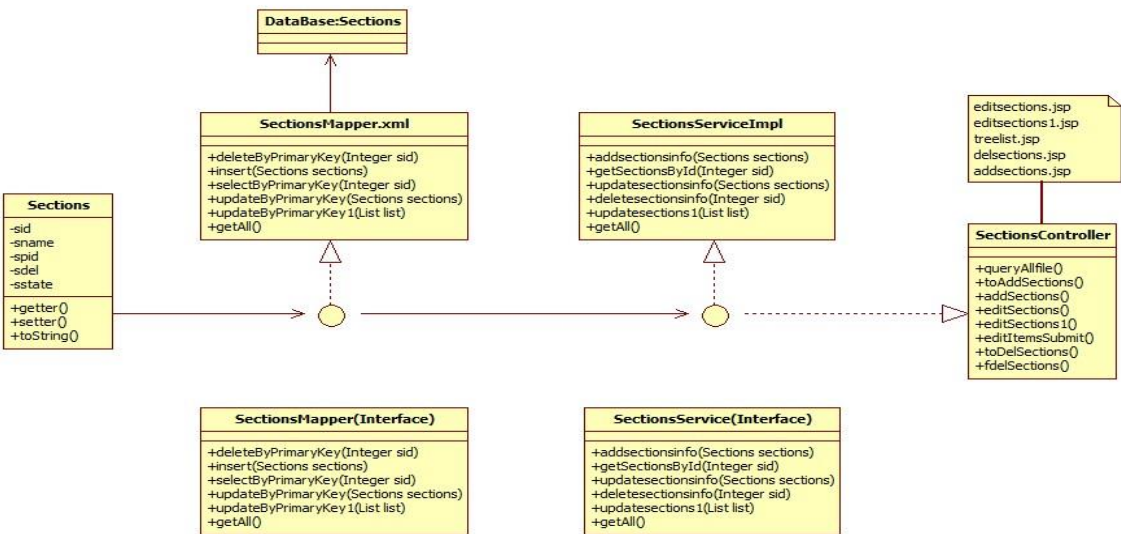 DataBase:Sections
SectionsMapper.xml
+deleteByPrimaryKey(Integer sid)
+insert(Sections sections)
+selectByPrimaryKey(Integer sid)
+updateByPrimaryKey(Sections sections)
+updateByPrimaryKey1(List list)
+getAll()
SectionsServiceImpl
+addsectionsinfo(Sections sections)
+getSectionsById(Integer sid)
+updatesectionsinfo(Sections sections)
+deletesectionsinfo(Integer sid)
+updatesections1(List list)
+getAll()
editsections.jsp
editsections1.jsp
treelist.jsp
delsections.jsp
addsections.jsp
Sections
-sid
-sname
-spid
-sdel
-sstate
+getter()
+setter()
+toString()
SectionsController
+queryAllfile()
+toAddSections()
+addSections()
+editSections()
+editSections1()
+editItemsSubmit()
+toDelSections()
+fdelSections()
SectionsMapper(Interface)
+deleteByPrimaryKey(Integer sid)
+insert(Sections sections)
+selectByPrimaryKey(Integer sid)
+updateByPrimaryKey(Sections sections)
+updateByPrimaryKey1(List list)
+getAll()
SectionsService(Interface)
+addsectionsinfo(Sections sections)
+getSectionsById(Integer sid)
+updatesectionsinfo(Sections sections)
+deletesectionsinfo(Integer sid)
+updatesections1(List list)
+getAll()